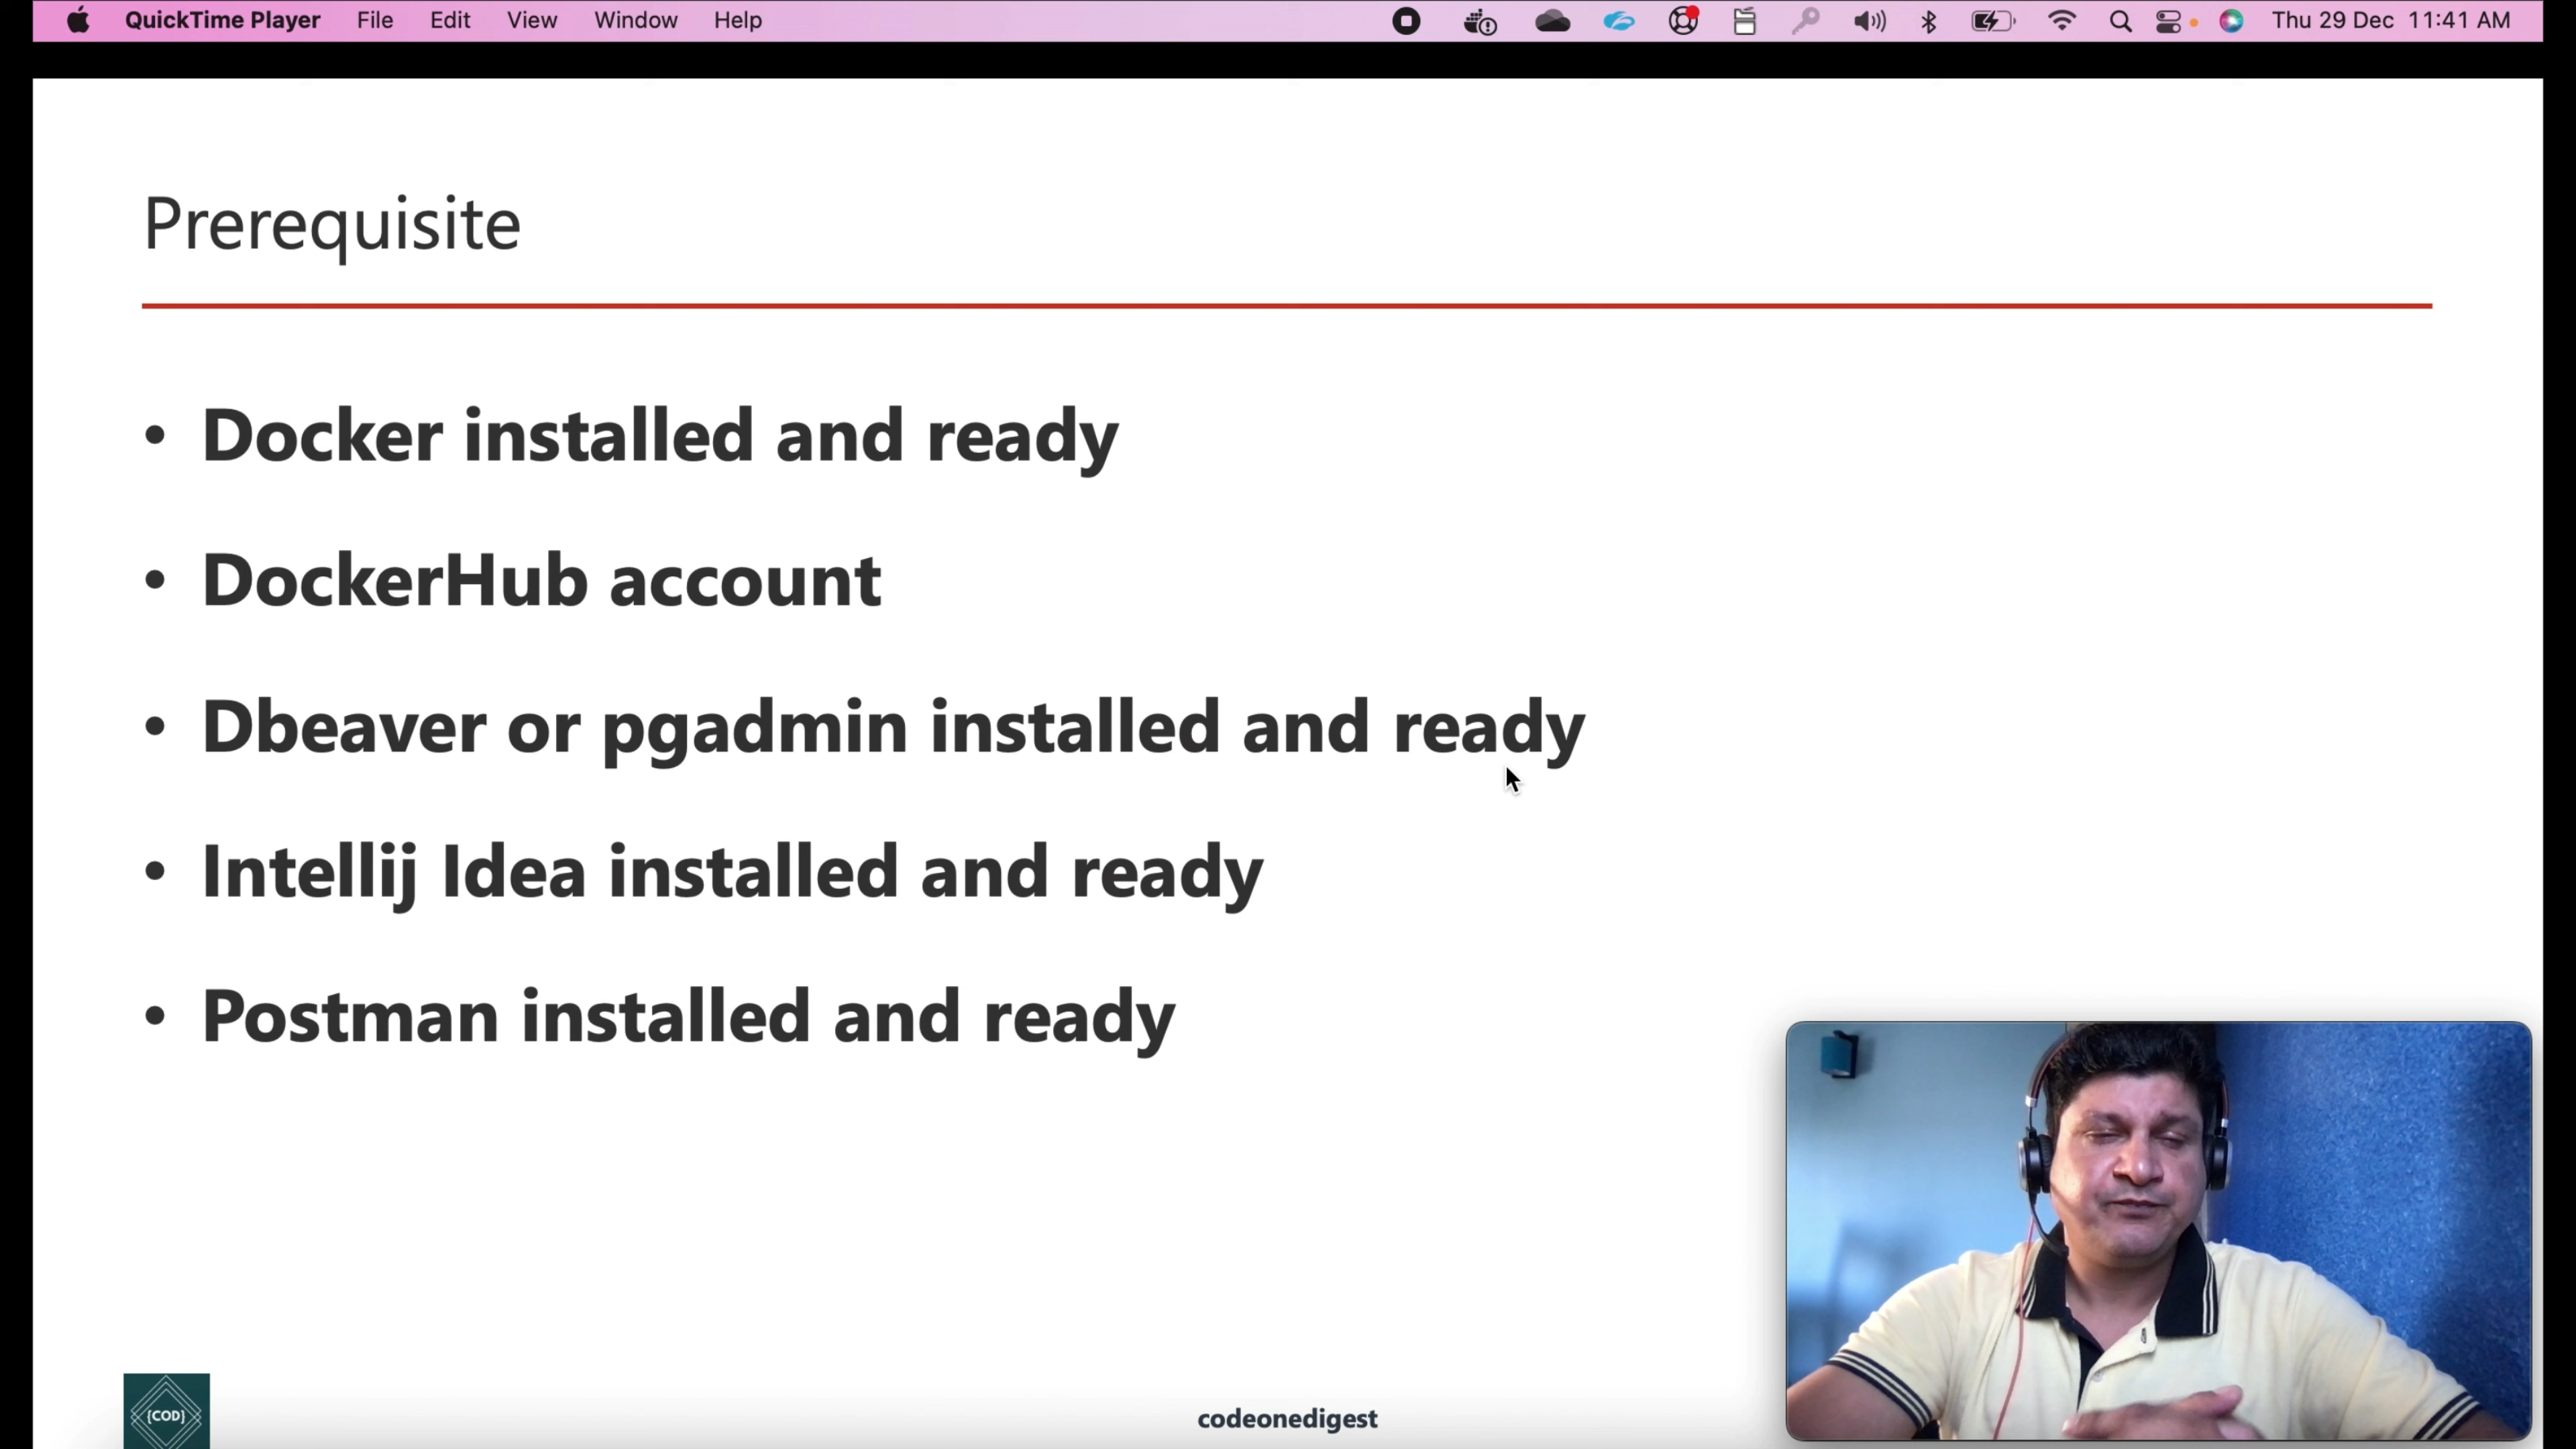 QuickTime Player File Edit View Window Help Thu 29 Dec 11:41 AM
Prerequisite
• Docker installed and ready
• DockerHub account
• Dbeaver or pgadmin installed and ready
• Intellij Idea installed and ready
• Postman installed and ready
{COD}
codeonedigest